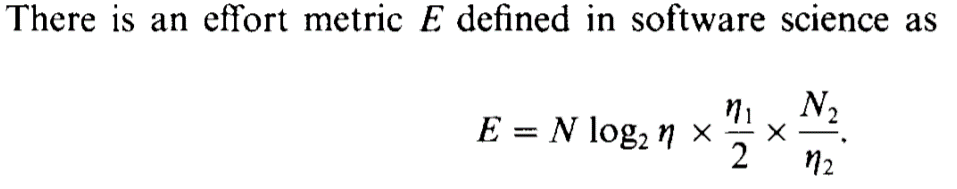 There is an effort metric E defined in software science as
E = N log₂ η × η₁/2 × N₂/η₂.